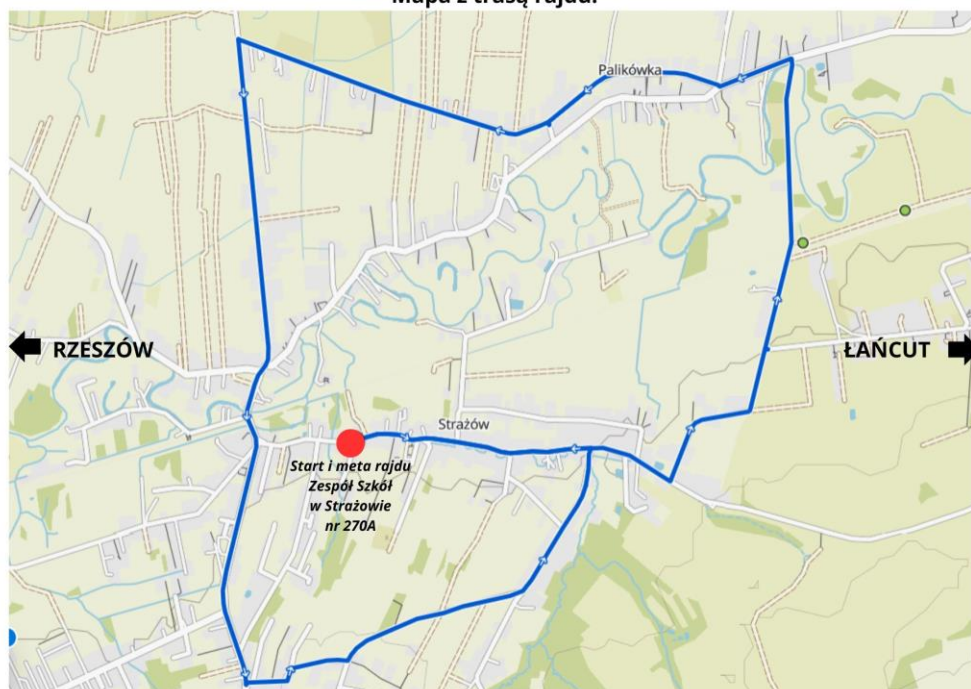 Mapa z trasą rajdu:
Palikówka
RZESZÓW
ŁAŃCUT
Strażów
Start i meta rajdu
Zespół Szkół
w Strażowie
nr 270A